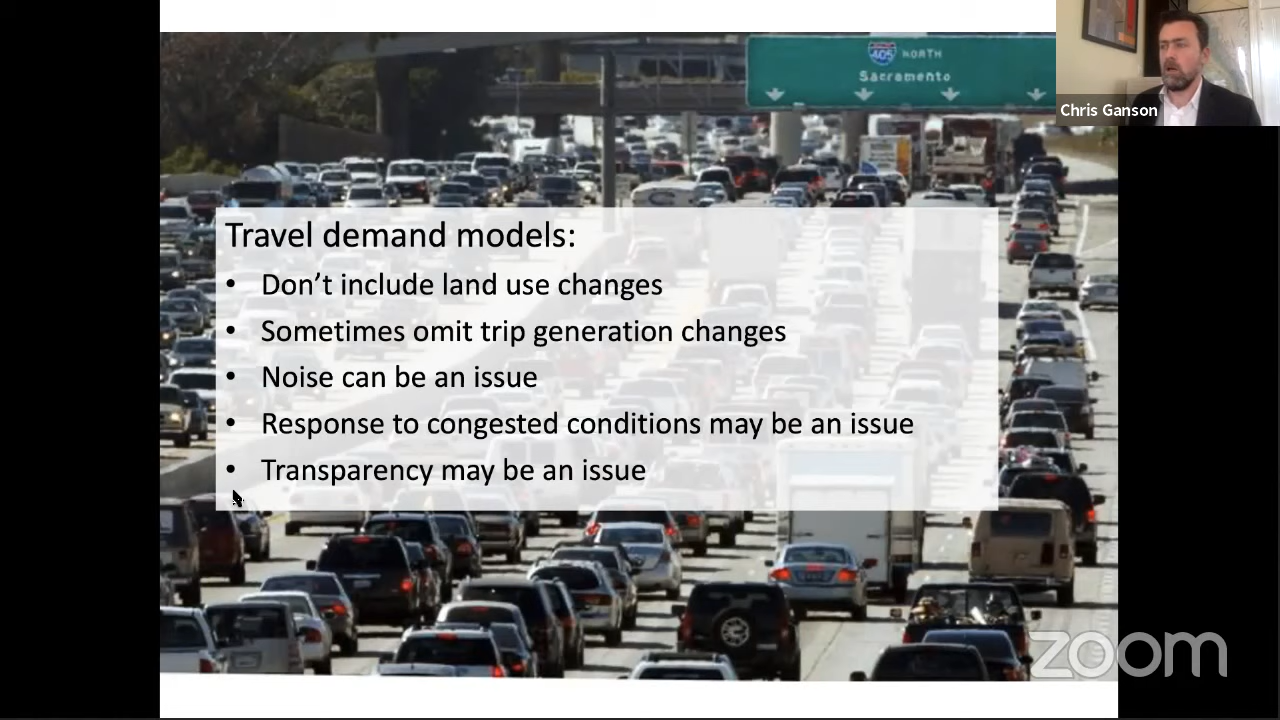 405 NORTH
Sacramento
Chris Ganson
Travel demand models:
• Don’t include land use changes
• Sometimes omit trip generation changes
• Noise can be an issue
• Response to congested conditions may be an issue
• Transparency may be an issue
zoom